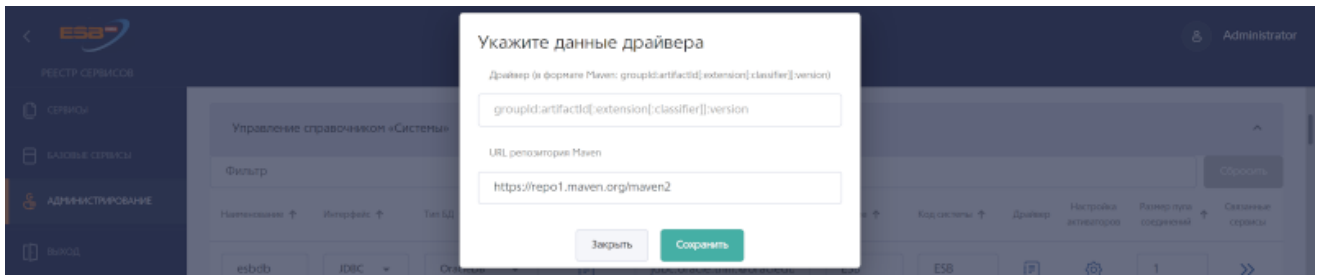 ESB
Administrator
РЕЕСТР СЕРВИСОВ
СЕРВИСЫ
БАЗОВЫЕ СЕРВИСЫ
АДМИНИСТРИРОВАНИЕ
ВЫХОД
Укажите данные драйвера
Драйвер (в формате Maven: groupId:artifactId[:extension[:classifier]]:version)
groupId:artifactId[:extension[:classifier]]:version
URL репозитория Maven
https://repo1.maven.org/maven2
Закрыть
Сохранить
Управление справочником «Системы»
Фильтр
Сбросить
Наименование
Интерфейс
Тип БД
Код системы
Драйвер
Настройка активаторов
Размер пула соединений
Связанные сервисы
esbdb
JDBC
ESB
ESB
1